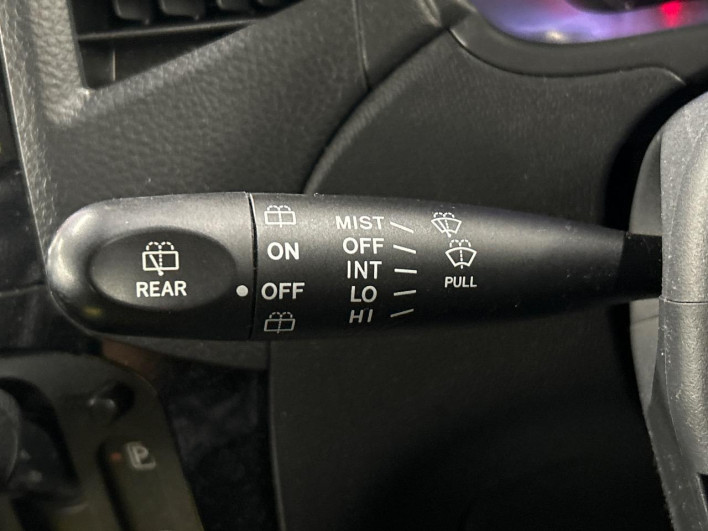 REAR
ON
OFF
MIST
OFF
INT
LO
HI
PULL
P